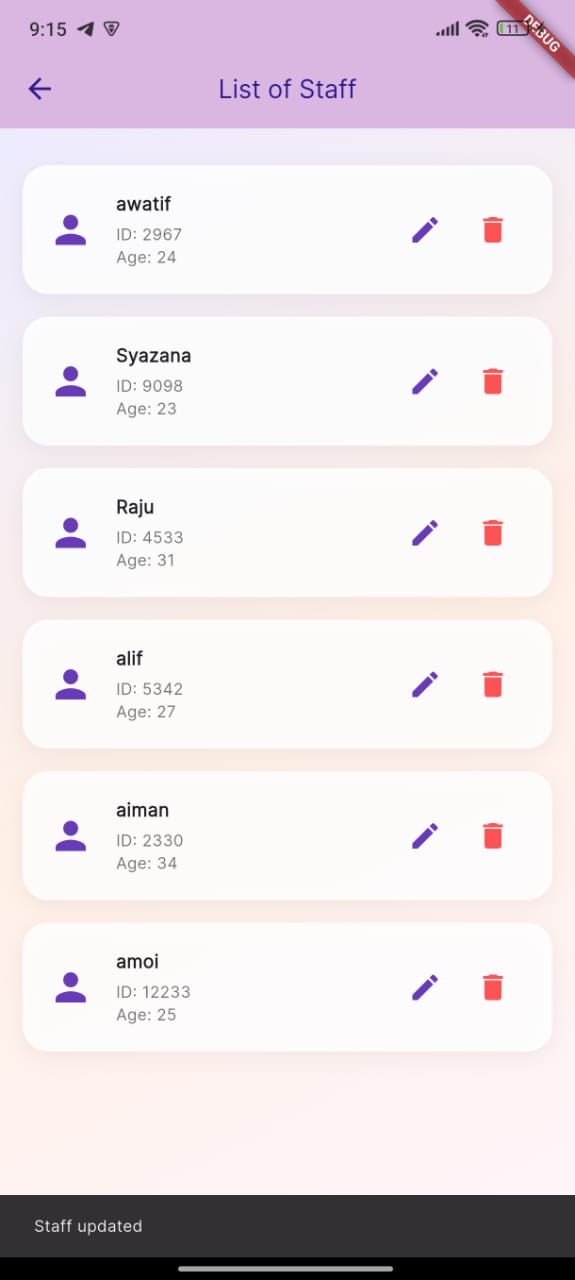 9:15
11
DEBUG
List of Staff
awatif
ID: 2967
Age: 24
Syazana
ID: 9098
Age: 23
Raju
ID: 4533
Age: 31
alif
ID: 5342
Age: 27
aiman
ID: 2330
Age: 34
amoi
ID: 12233
Age: 25
Staff updated